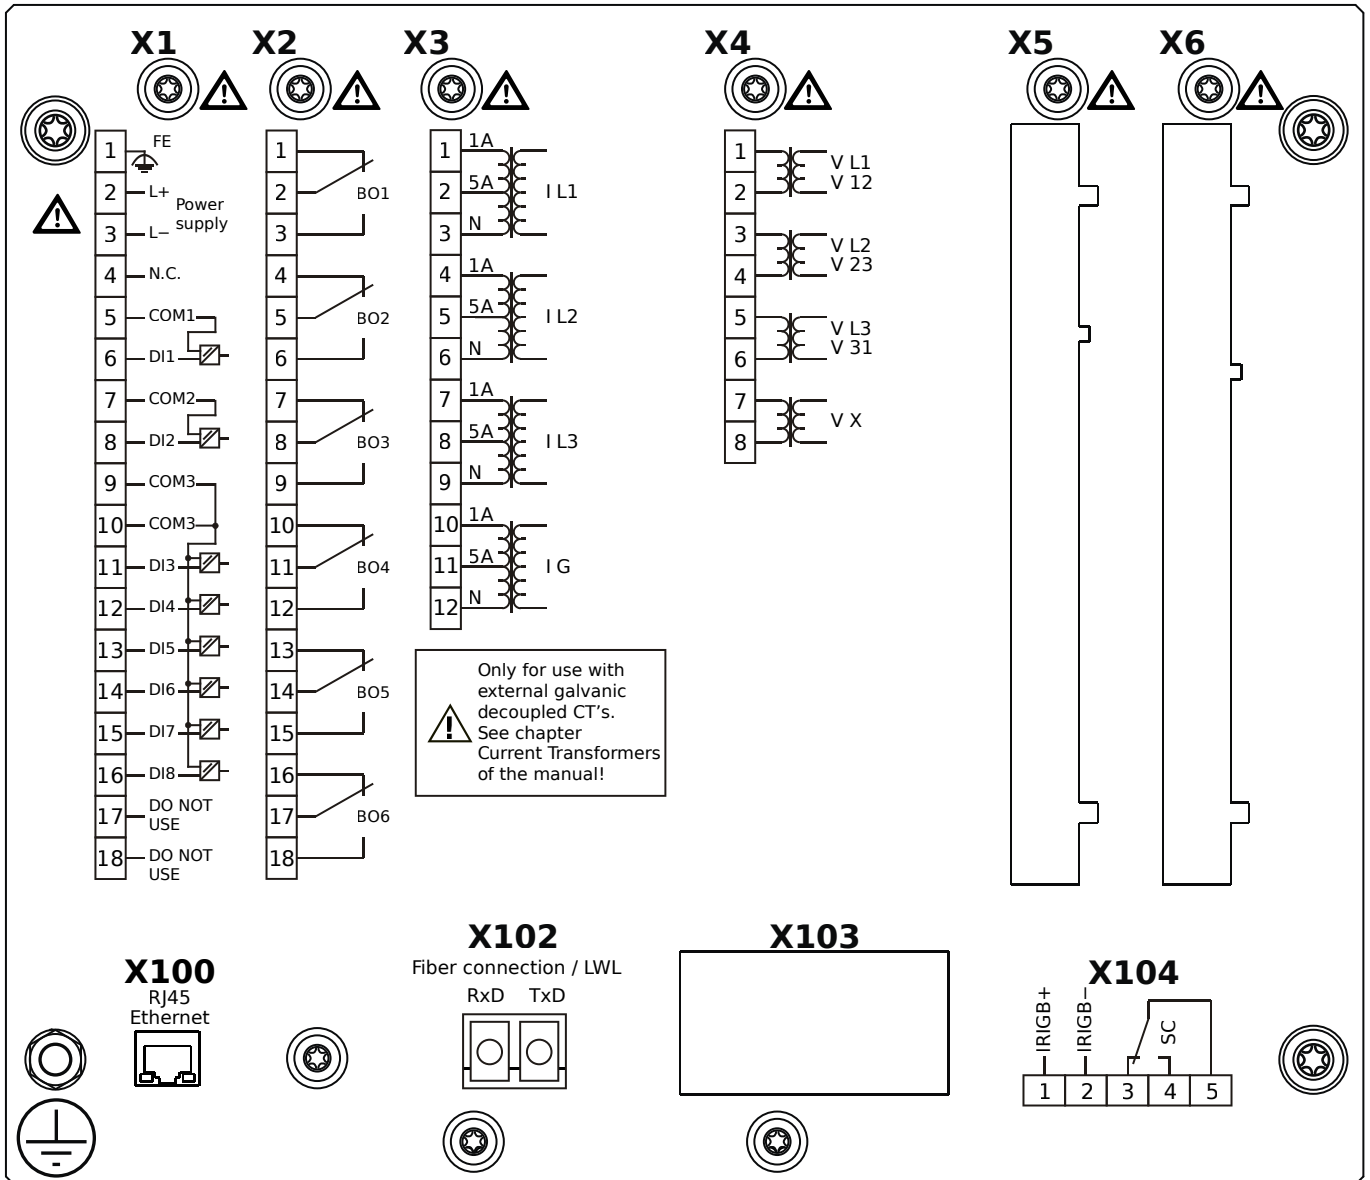 X1
X2
X3
X4
X5
X6
1 FE
2 L+
Power
supply
3 L−
4 N.C.
5 COM1
6 DI1
7 COM2
8 DI2
9 COM3
10 COM3
11 DI3
12 DI4
13 DI5
14 DI6
15 DI7
16 DI8
17 DO NOT
USE
18 DO NOT
USE
1
2 BO1
3
4
5 BO2
6
7
8 BO3
9
10
11 BO4
12
13
14 BO5
15
16
17 BO6
18
1 1A
2 5A I L1
3 N
4 1A
5 5A I L2
6 N
7 1A
8 5A I L3
9 N
10 1A
11 5A I G
12 N
Only for use with
external galvanic
decoupled CT's.
See chapter
Current Transformers
of the manual!
1 V L1
2 V 12
3 V L2
4 V 23
5 V L3
6 V 31
7 V X
8
X100
RJ45
Ethernet
X102
Fiber connection / LWL
RxD TxD
X103
X104
IRIGB+
IRIGB−
SC
1 2 3 4 5